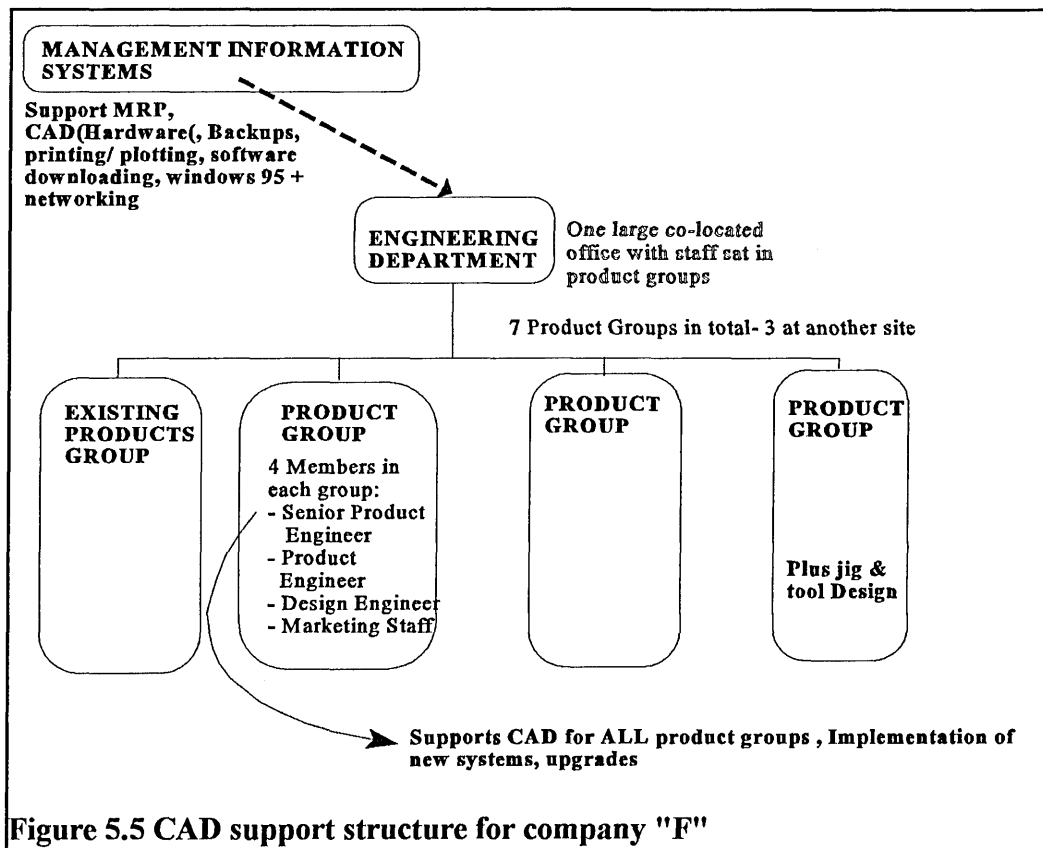 MANAGEMENT INFORMATION
SYSTEMS
Support MRP,
CAD(Hardware(, Backups,
printing/ plotting, software
downloading, windows 95 +
networking
ENGINEERING
DEPARTMENT
One large co-located
office with staff sat in
product groups
7 Product Groups in total- 3 at another site
EXISTING
PRODUCTS
GROUP
PRODUCT
GROUP
4 Members in
each group:
- Senior Product
Engineer
- Product
Engineer
- Design Engineer
- Marketing Staff
PRODUCT
GROUP
PRODUCT
GROUP
Plus jig &
tool Design
Supports CAD for ALL product groups , Implementation of
new systems, upgrades
Figure 5.5 CAD support structure for company "F"